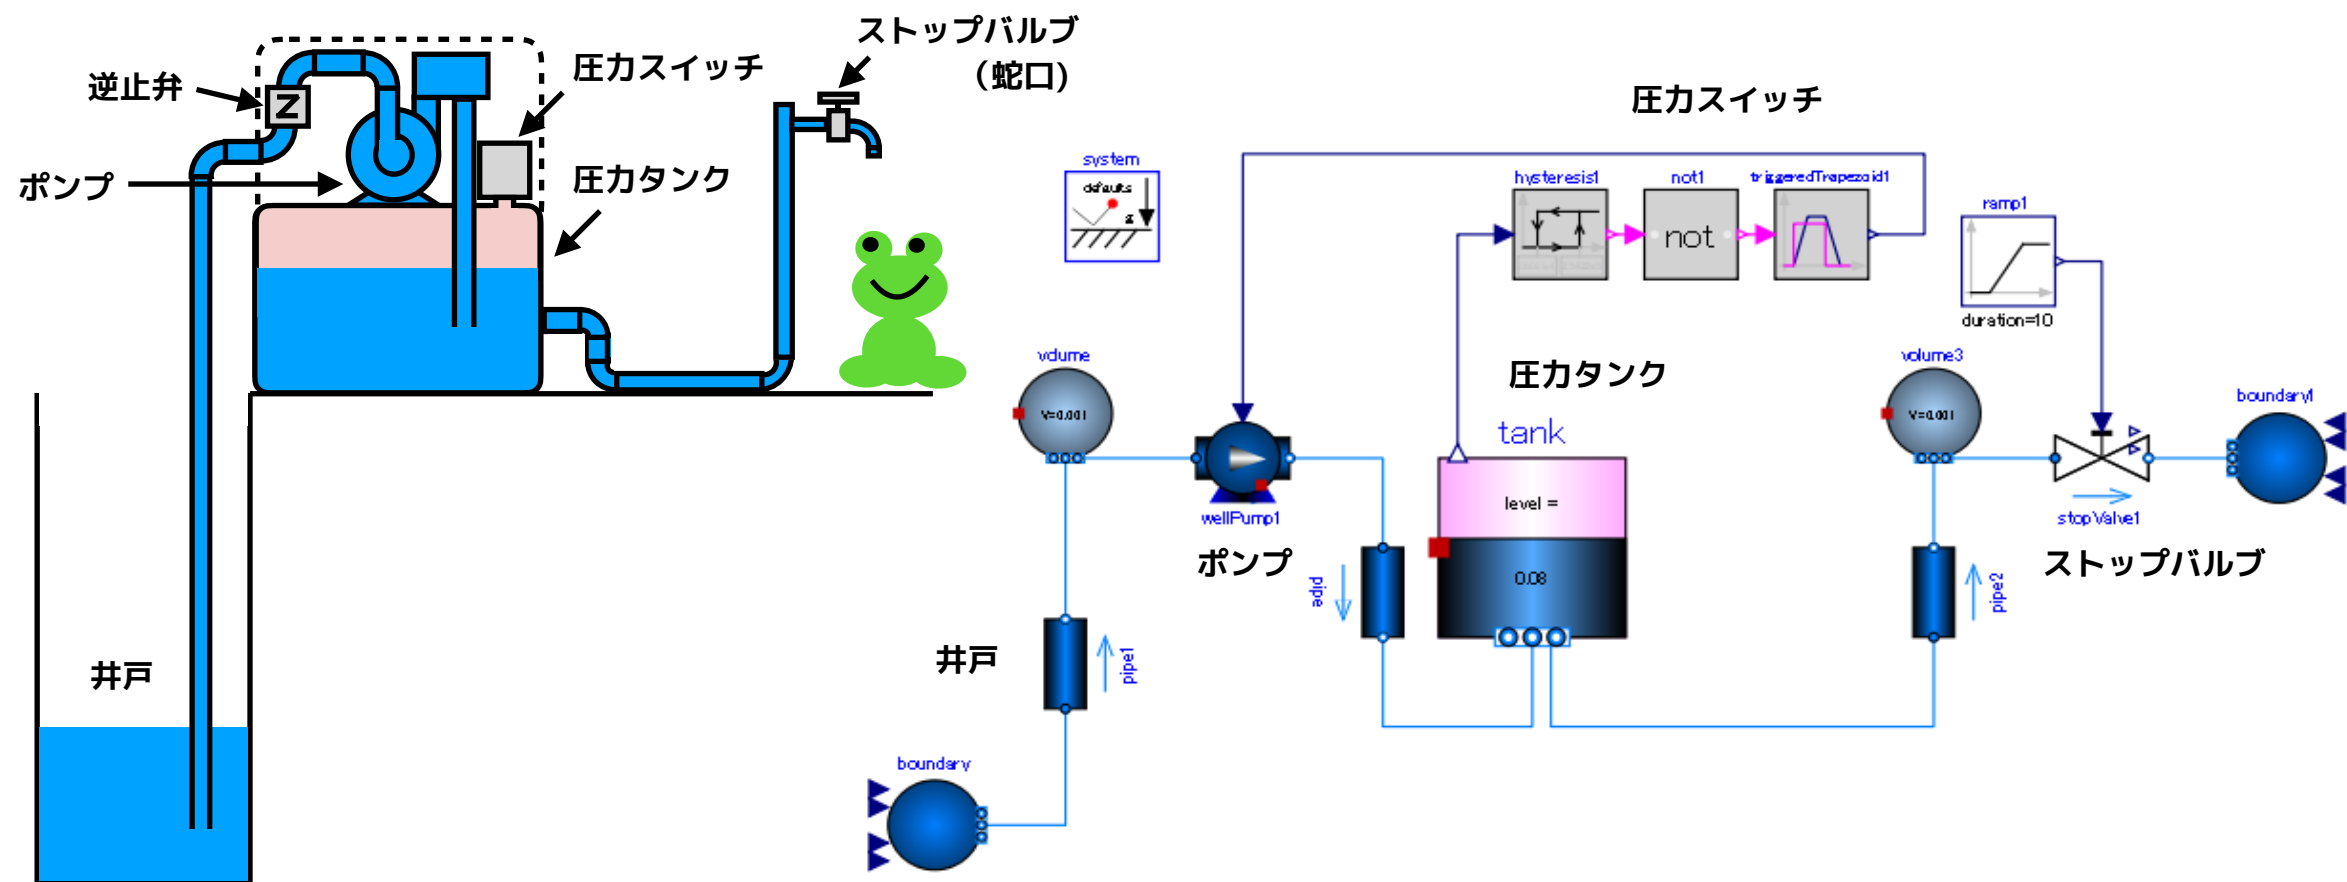 ストップバルブ
（蛇口）
圧力スイッチ
逆止弁
Z
ポンプ
圧力タンク
井戸
圧力スイッチ
system
defaults
g
hysteresis1
not1
triggeredTrapezoid1
not
ramp1
duration=10
volume
V=0.001
圧力タンク
tank
level =
0.08
volume3
V=0.001
boundary1
wellPump1
ポンプ
pipe
stopValve1
ストップバルブ
pipe2
井戸
pipe1
boundary